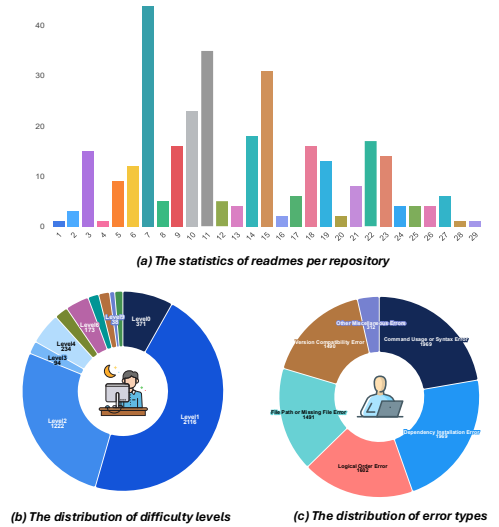 40
30
20
10
0
1 2 3 4 5 6 7 8 9 10 11 12 13 14 15 16 17 18 19 20 21 22 23 24 25 26 27 28 29
(a) The statistics of readmes per repository
Level0
371
Level1
2116
Level2
1222
Level3
94
Level4
234
173
38
Other Miscellaneous Errors
312
Command Usage or Syntax Error
1969
Version Compatibility Error
File Path or Missing File Error
1491
Dependency Installation Error
Logical Order Error
(b) The distribution of difficulty levels
(c) The distribution of error types